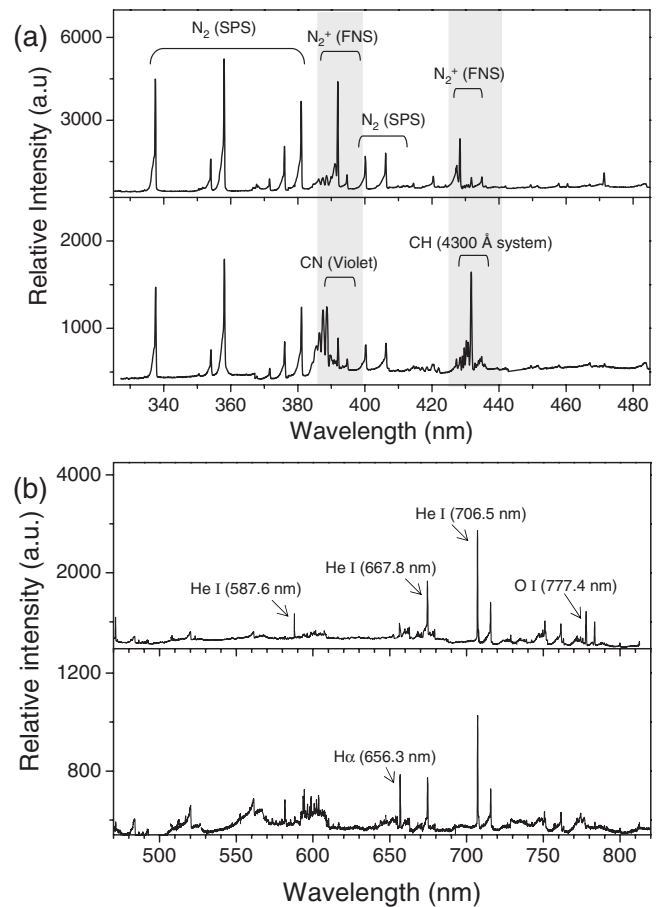 (a)
6000
3000
N₂ (SPS)
N₂⁺ (FNS)
N₂ (SPS)
N₂⁺ (FNS)
Relative Intensity (a.u)
2000
1000
CN (Violet)
CH (4300 Å system)
340 360 380 400 420 440 460 480
Wavelength (nm)
(b)
4000
2000
He I (587.6 nm)
He I (667.8 nm)
He I (706.5 nm)
O I (777.4 nm)
Relative intensity (a.u.)
1200
800
Hα (656.3 nm)
500 550 600 650 700 750 800
Wavelength (nm)